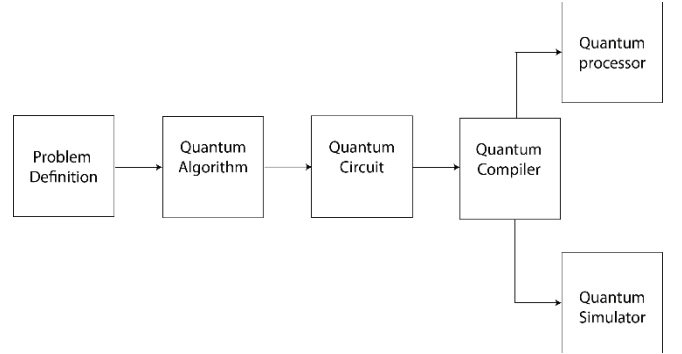 Problem
Definition
Quantum
Algorithm
Quantum
Circuit
Quantum
Compiler
Quantum
processor
Quantum
Simulator